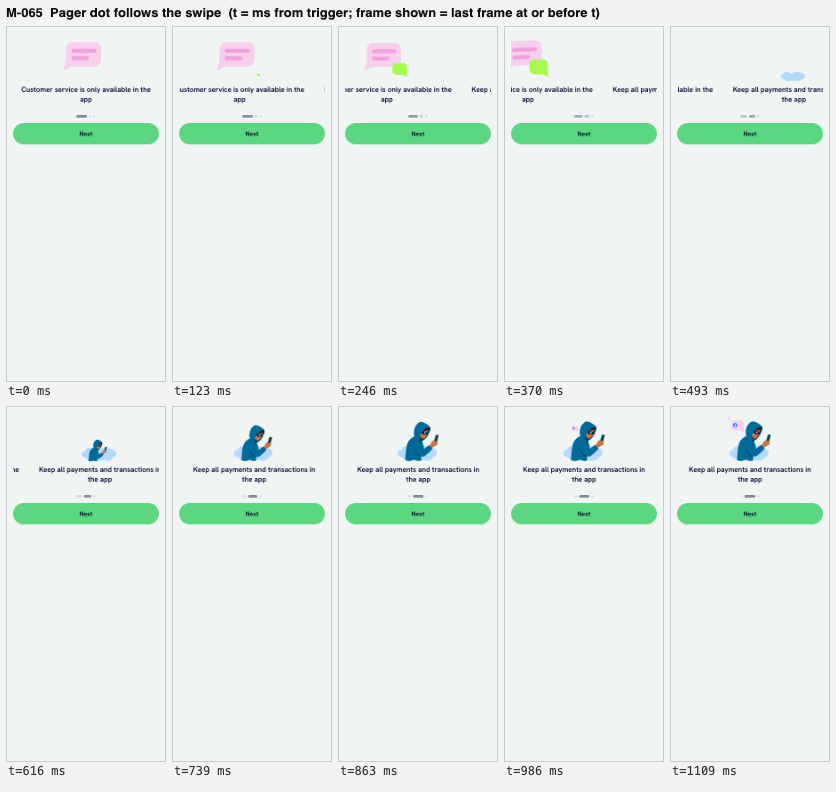 M-065 Pager dot follows the swipe (t = ms from trigger; frame shown = last frame at or before t)
Customer service is only available in the
app
Next
t=0 ms
ustomer service is only available in the
app
Next
t=123 ms
er service is only available in the
app
Keep
Next
t=246 ms
ice is only available in the
app
Keep all paym
Next
t=370 ms
lable in the
Keep all payments and trans
the app
Next
t=493 ms
Keep all payments and transactions i
the app
Next
t=616 ms
Keep all payments and transactions in
the app
Next
t=739 ms
Keep all payments and transactions in
the app
Next
t=863 ms
Keep all payments and transactions in
the app
Next
t=986 ms
Keep all payments and transactions in
the app
Next
t=1109 ms